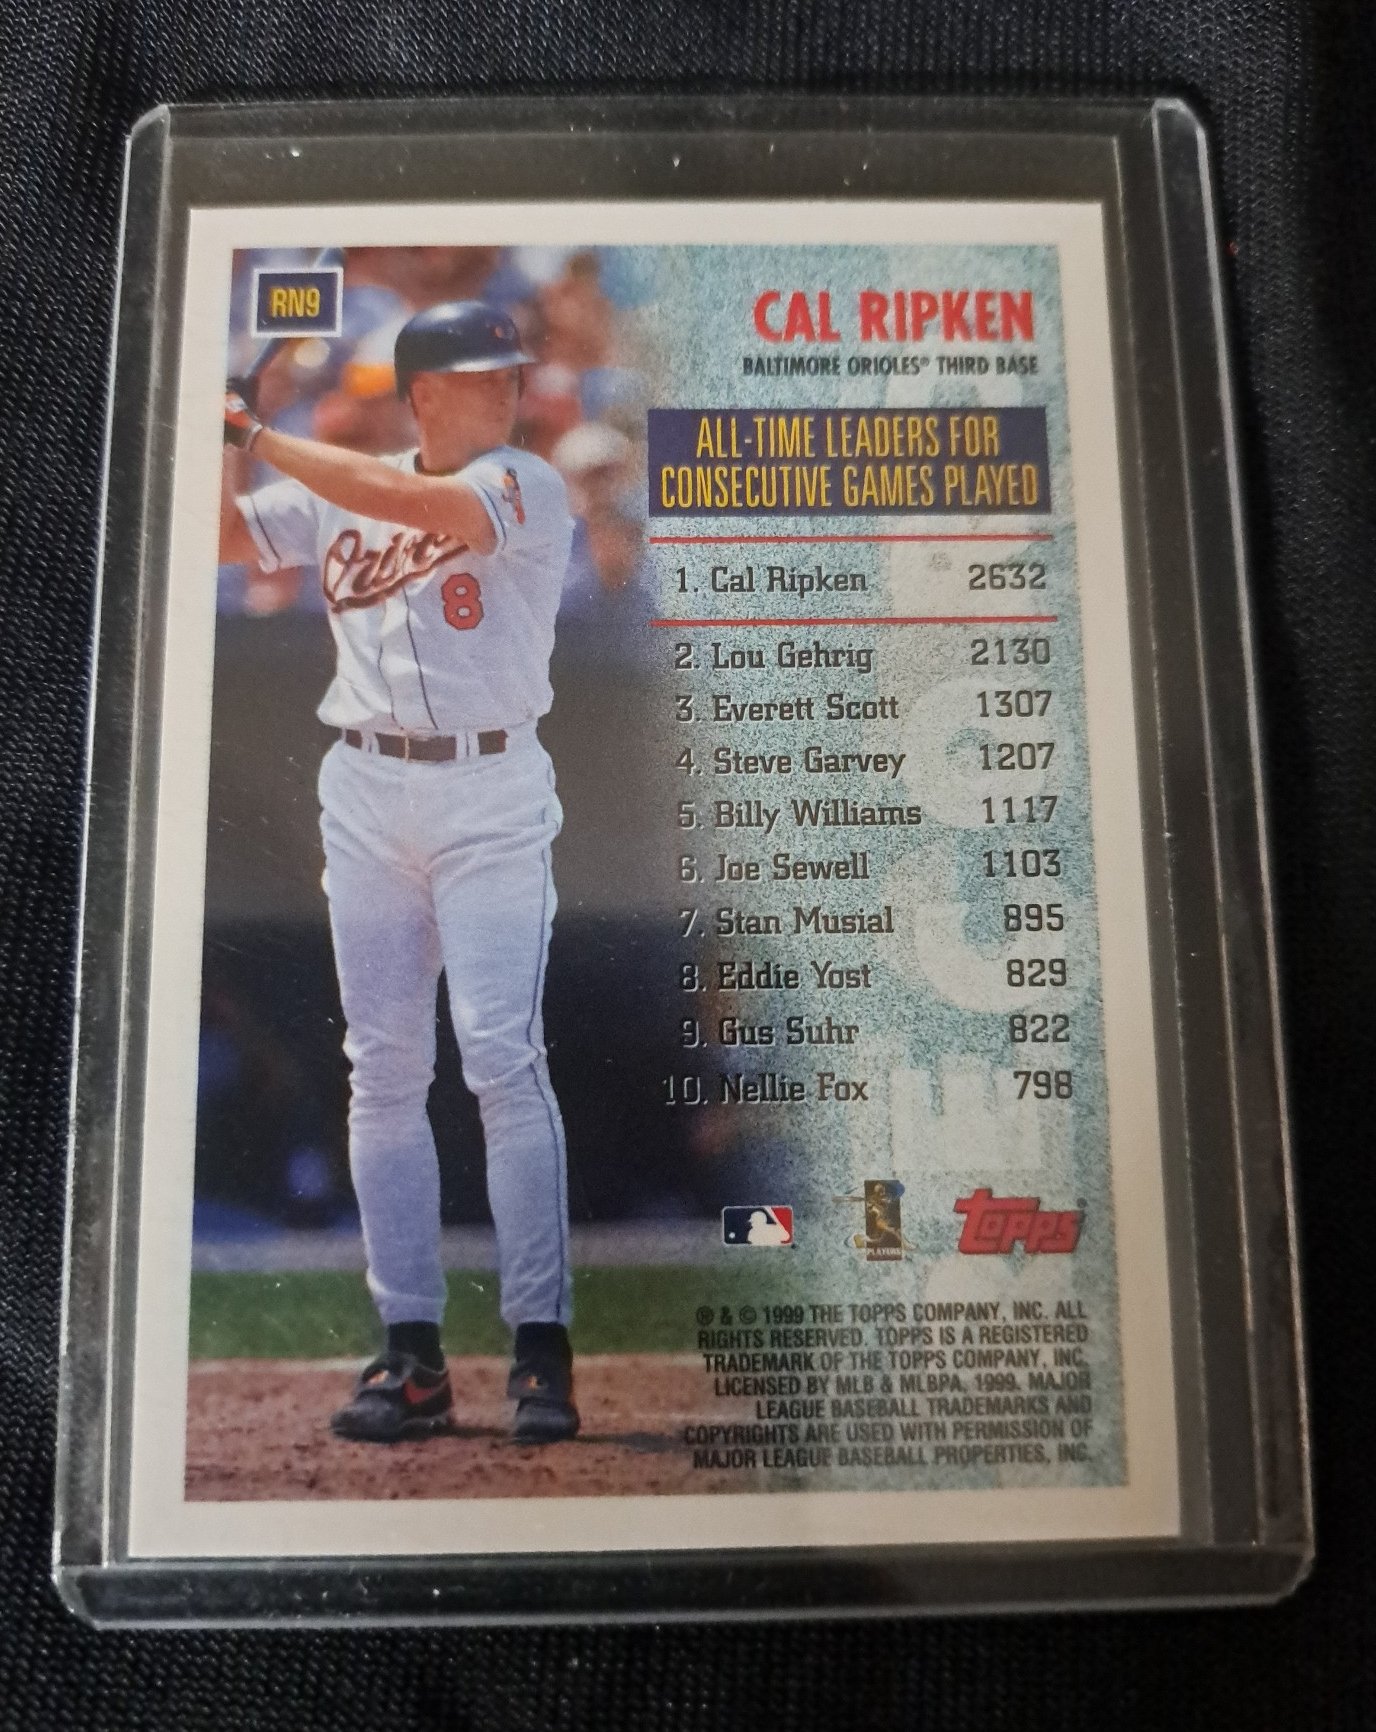 RN9
CAL RIPKEN
BALTIMORE ORIOLES® THIRD BASE
ALL-TIME LEADERS FOR
CONSECUTIVE GAMES PLAYED
1. Cal Ripken 2632
2. Lou Gehrig 2130
3. Everett Scott 1307
4. Steve Garvey 1207
5. Billy Williams 1117
6. Joe Sewell 1103
7. Stan Musial 895
8. Eddie Yost 829
9. Gus Suhr 822
10. Nellie Fox 798
Orioles
8
PLAYERS
Topps®
® & © 1999 THE TOPPS COMPANY, INC. ALL
RIGHTS RESERVED. TOPPS IS A REGISTERED
TRADEMARK OF THE TOPPS COMPANY, INC.
LICENSED BY MLB & MLBPA, 1999. MAJOR
LEAGUE BASEBALL TRADEMARKS AND
COPYRIGHTS ARE USED WITH PERMISSION OF
MAJOR LEAGUE BASEBALL PROPERTIES, INC.